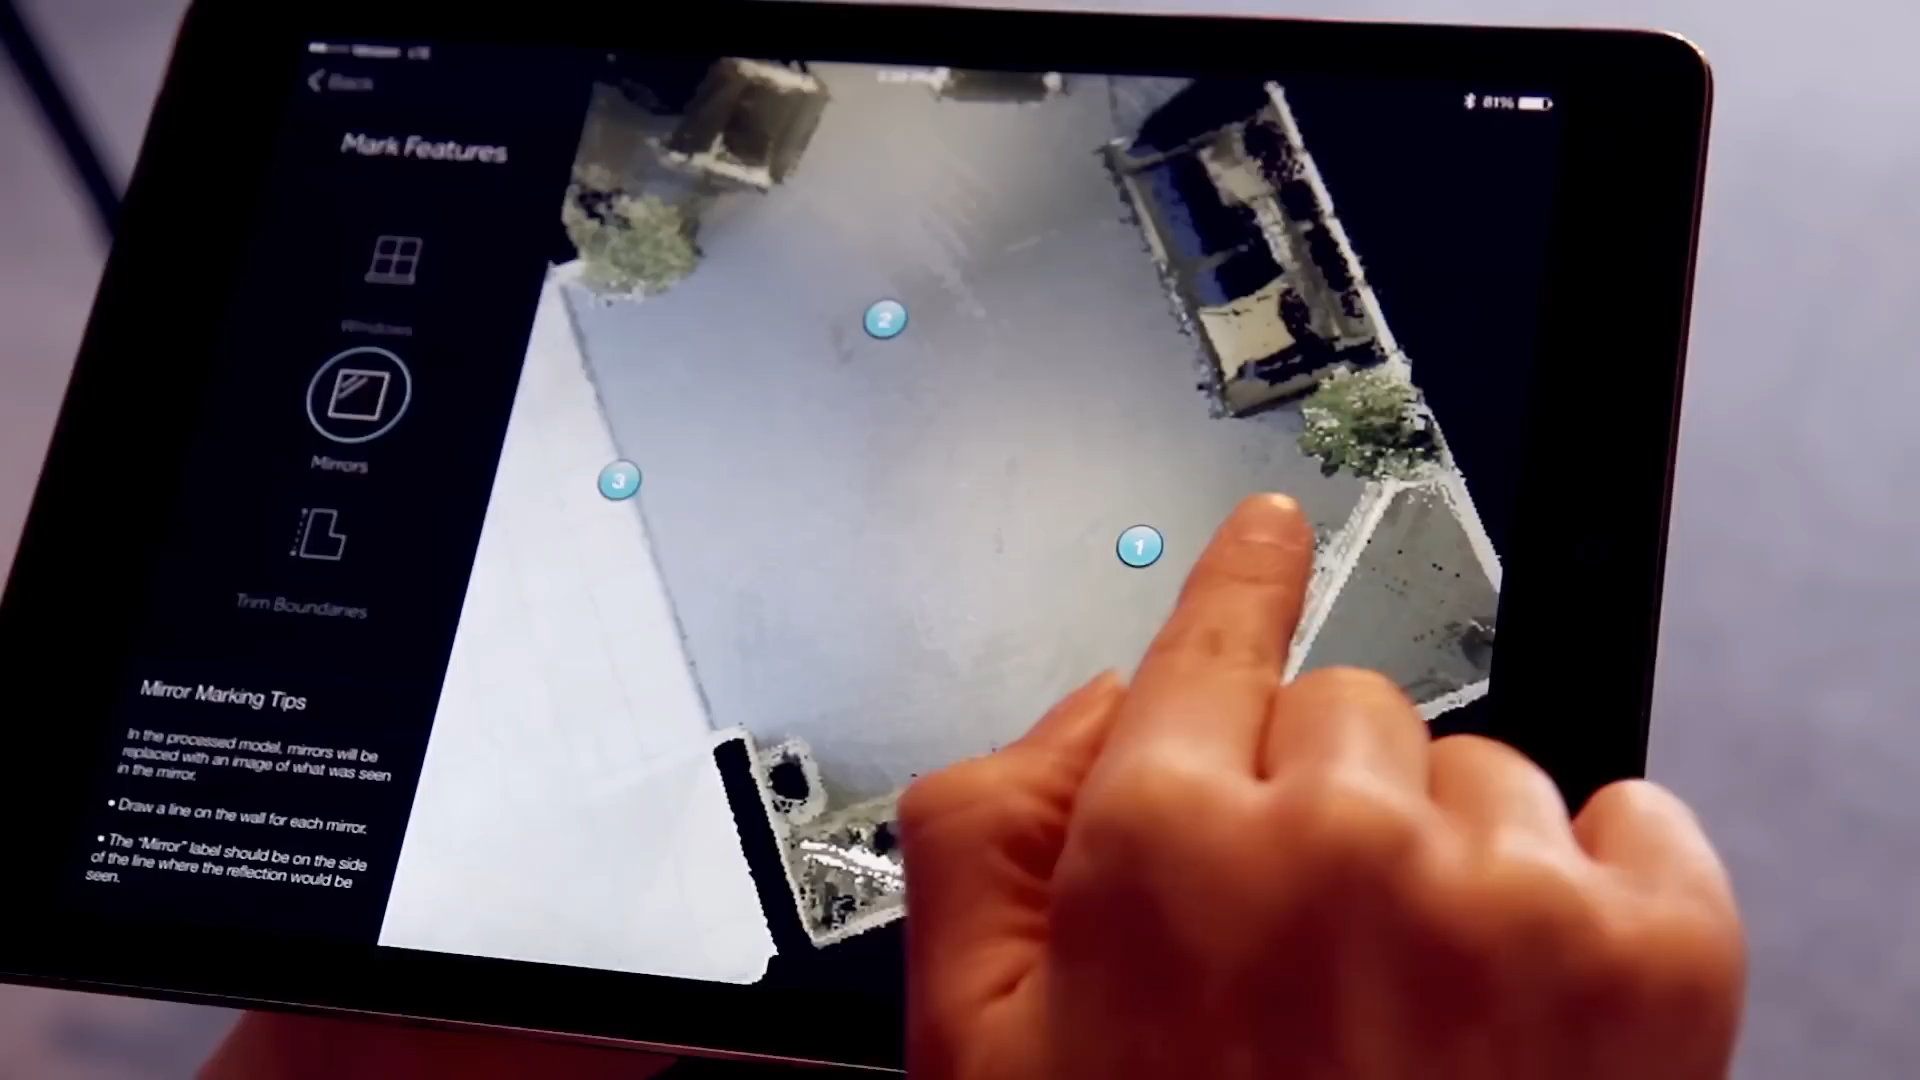 81%
Back
Mark Features
Windows
Mirrors
Trim Boundaries
2
3
1
Mirror Marking Tips
In the processed model, mirrors will be
replaced with an image of what was seen
in the mirror.
• Draw a line on the wall for each mirror.
• The “Mirror” label should be on the side
of the line where the reflection would be
seen.